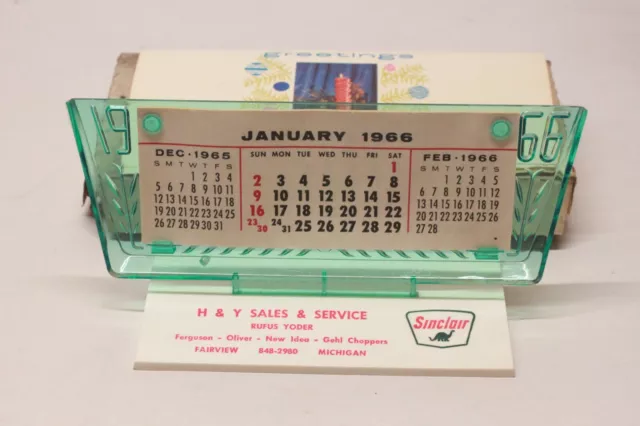 greetings
19
66
JANUARY 1966
DEC · 1965
S M T W T F S
1 2 3 4
5 6 7 8 9 10 11
12 13 14 15 16 17 18
19 20 21 22 23 24 25
26 27 28 29 30 31
SUN MON TUE WED THU FRI SAT
1
2 3 4 5 6 7 8
9 10 11 12 13 14 15
16 17 18 19 20 21 22
23/30 24/31 25 26 27 28 29
FEB · 1966
S M T W T F S
1 2 3 4 5
6 7 8 9 10 11 12
13 14 15 16 17 18 19
20 21 22 23 24 25 26
27 28
H & Y SALES & SERVICE
RUFUS YODER
Ferguson - Oliver - New Idea - Gehl Choppers
FAIRVIEW 848-2980 MICHIGAN
Sinclair